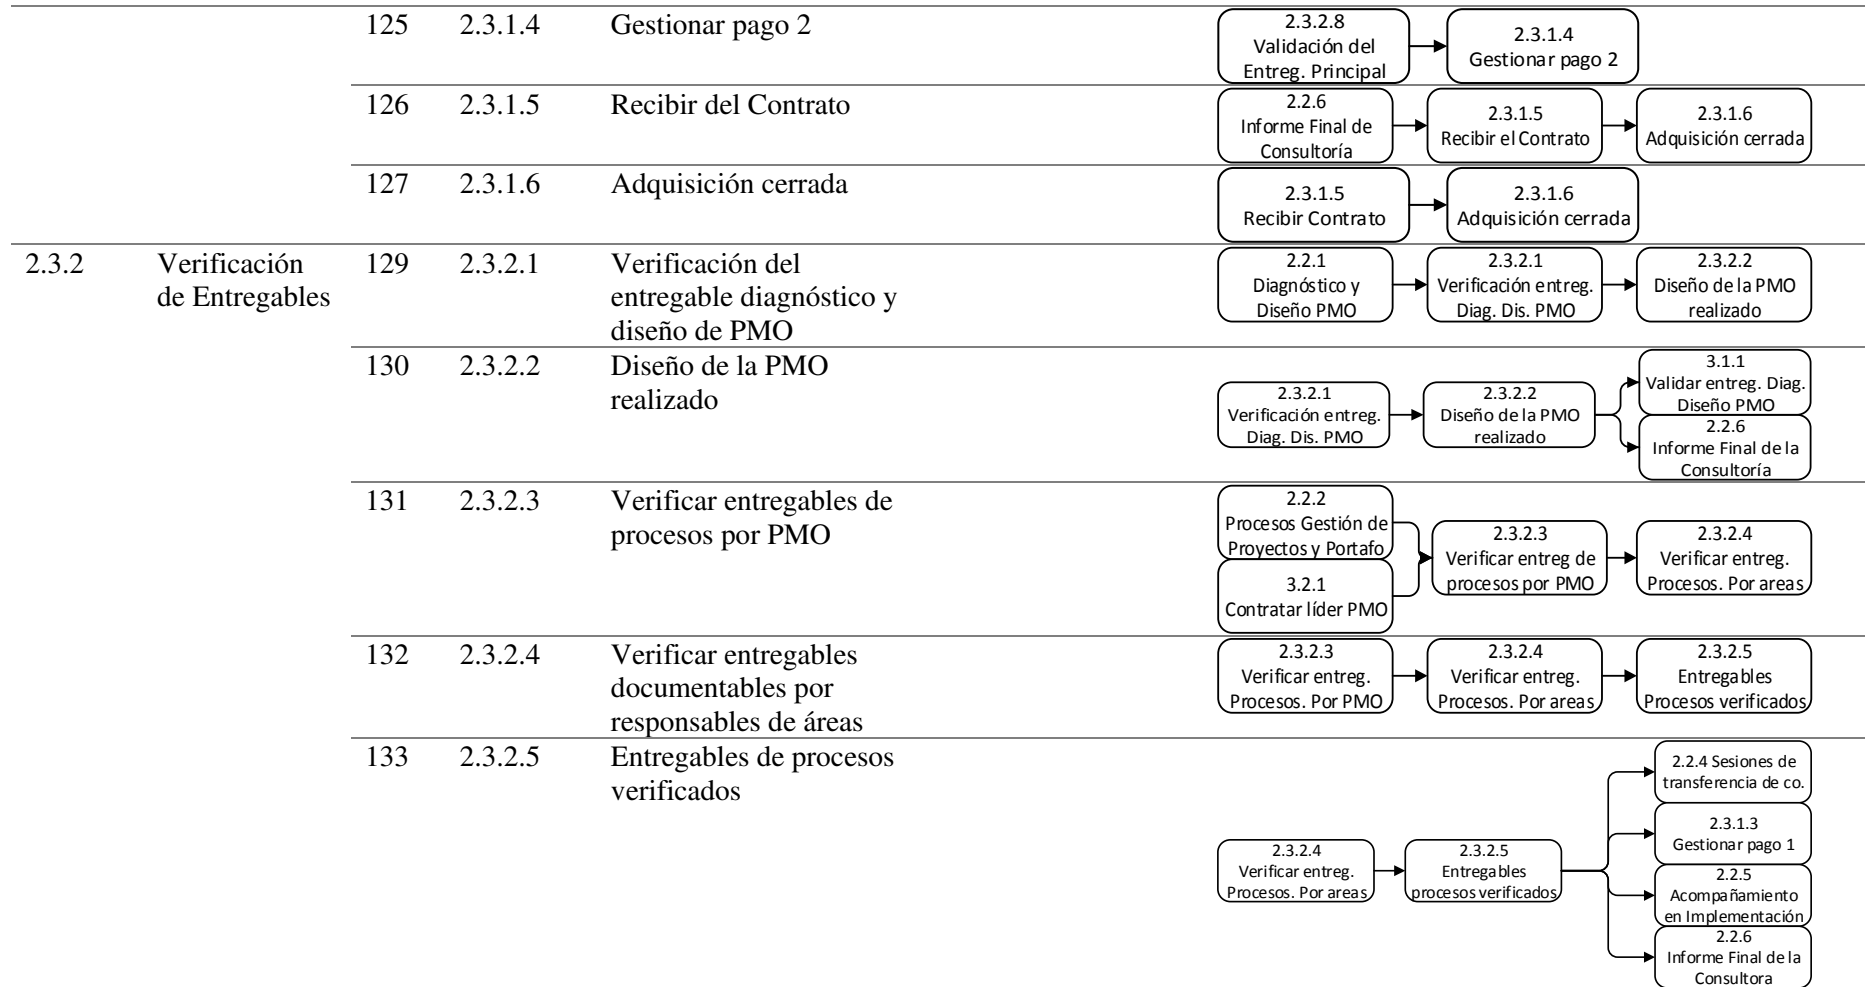 125 2.3.1.4 Gestionar pago 2
2.3.2.8
Validación del
Entreg. Principal
2.3.1.4
Gestionar pago 2
126 2.3.1.5 Recibir del Contrato
2.2.6
Informe Final de
Consultoría
2.3.1.5
Recibir el Contrato
2.3.1.6
Adquisición cerrada
127 2.3.1.6 Adquisición cerrada
2.3.1.5
Recibir Contrato
2.3.1.6
Adquisición cerrada
2.3.2 Verificación
de Entregables
129 2.3.2.1 Verificación del
entregable diagnóstico y
diseño de PMO
2.2.1
Diagnóstico y
Diseño PMO
2.3.2.1
Verificación entreg.
Diag. Dis. PMO
2.3.2.2
Diseño de la PMO
realizado
130 2.3.2.2 Diseño de la PMO
realizado
2.3.2.1
Verificación entreg.
Diag. Dis. PMO
2.3.2.2
Diseño de la PMO
realizado
3.1.1
Validar entreg. Diag.
Diseño PMO
2.2.6
Informe Final de la
Consultoría
131 2.3.2.3 Verificar entregables de
procesos por PMO
2.2.2
Procesos Gestión de
Proyectos y Portafo
3.2.1
Contratar líder PMO
2.3.2.3
Verificar entreg de
procesos por PMO
2.3.2.4
Verificar entreg.
Procesos. Por areas
132 2.3.2.4 Verificar entregables
documentables por
responsables de áreas
2.3.2.3
Verificar entreg.
Procesos. Por PMO
2.3.2.4
Verificar entreg.
Procesos. Por areas
2.3.2.5
Entregables
Procesos verificados
133 2.3.2.5 Entregables de procesos
verificados
2.3.2.4
Verificar entreg.
Procesos. Por areas
2.3.2.5
Entregables
procesos verificados
2.2.4 Sesiones de
transferencia de co.
2.3.1.3
Gestionar pago 1
2.2.5
Acompañamiento
en Implementación
2.2.6
Informe Final de la
Consultora